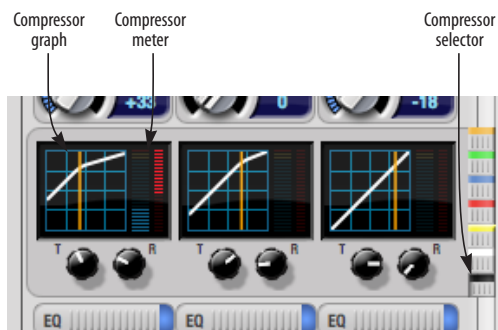 Compressor graph
Compressor meter
Compressor selector
+33
0
-18
T R
T R
T R
EQ
EQ
EQ